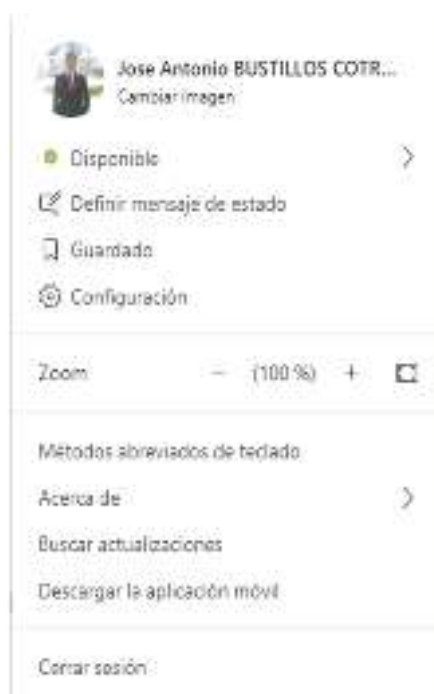 Jose Antonio BUSTILLOS COTR...
Cambiar imagen
Disponible
Definir mensaje de estado
Guardado
Configuración
Zoom − (100 %) +
Métodos abreviados de teclado
Acerca de
Buscar actualizaciones
Descargar la aplicación móvil
Cerrar sesión